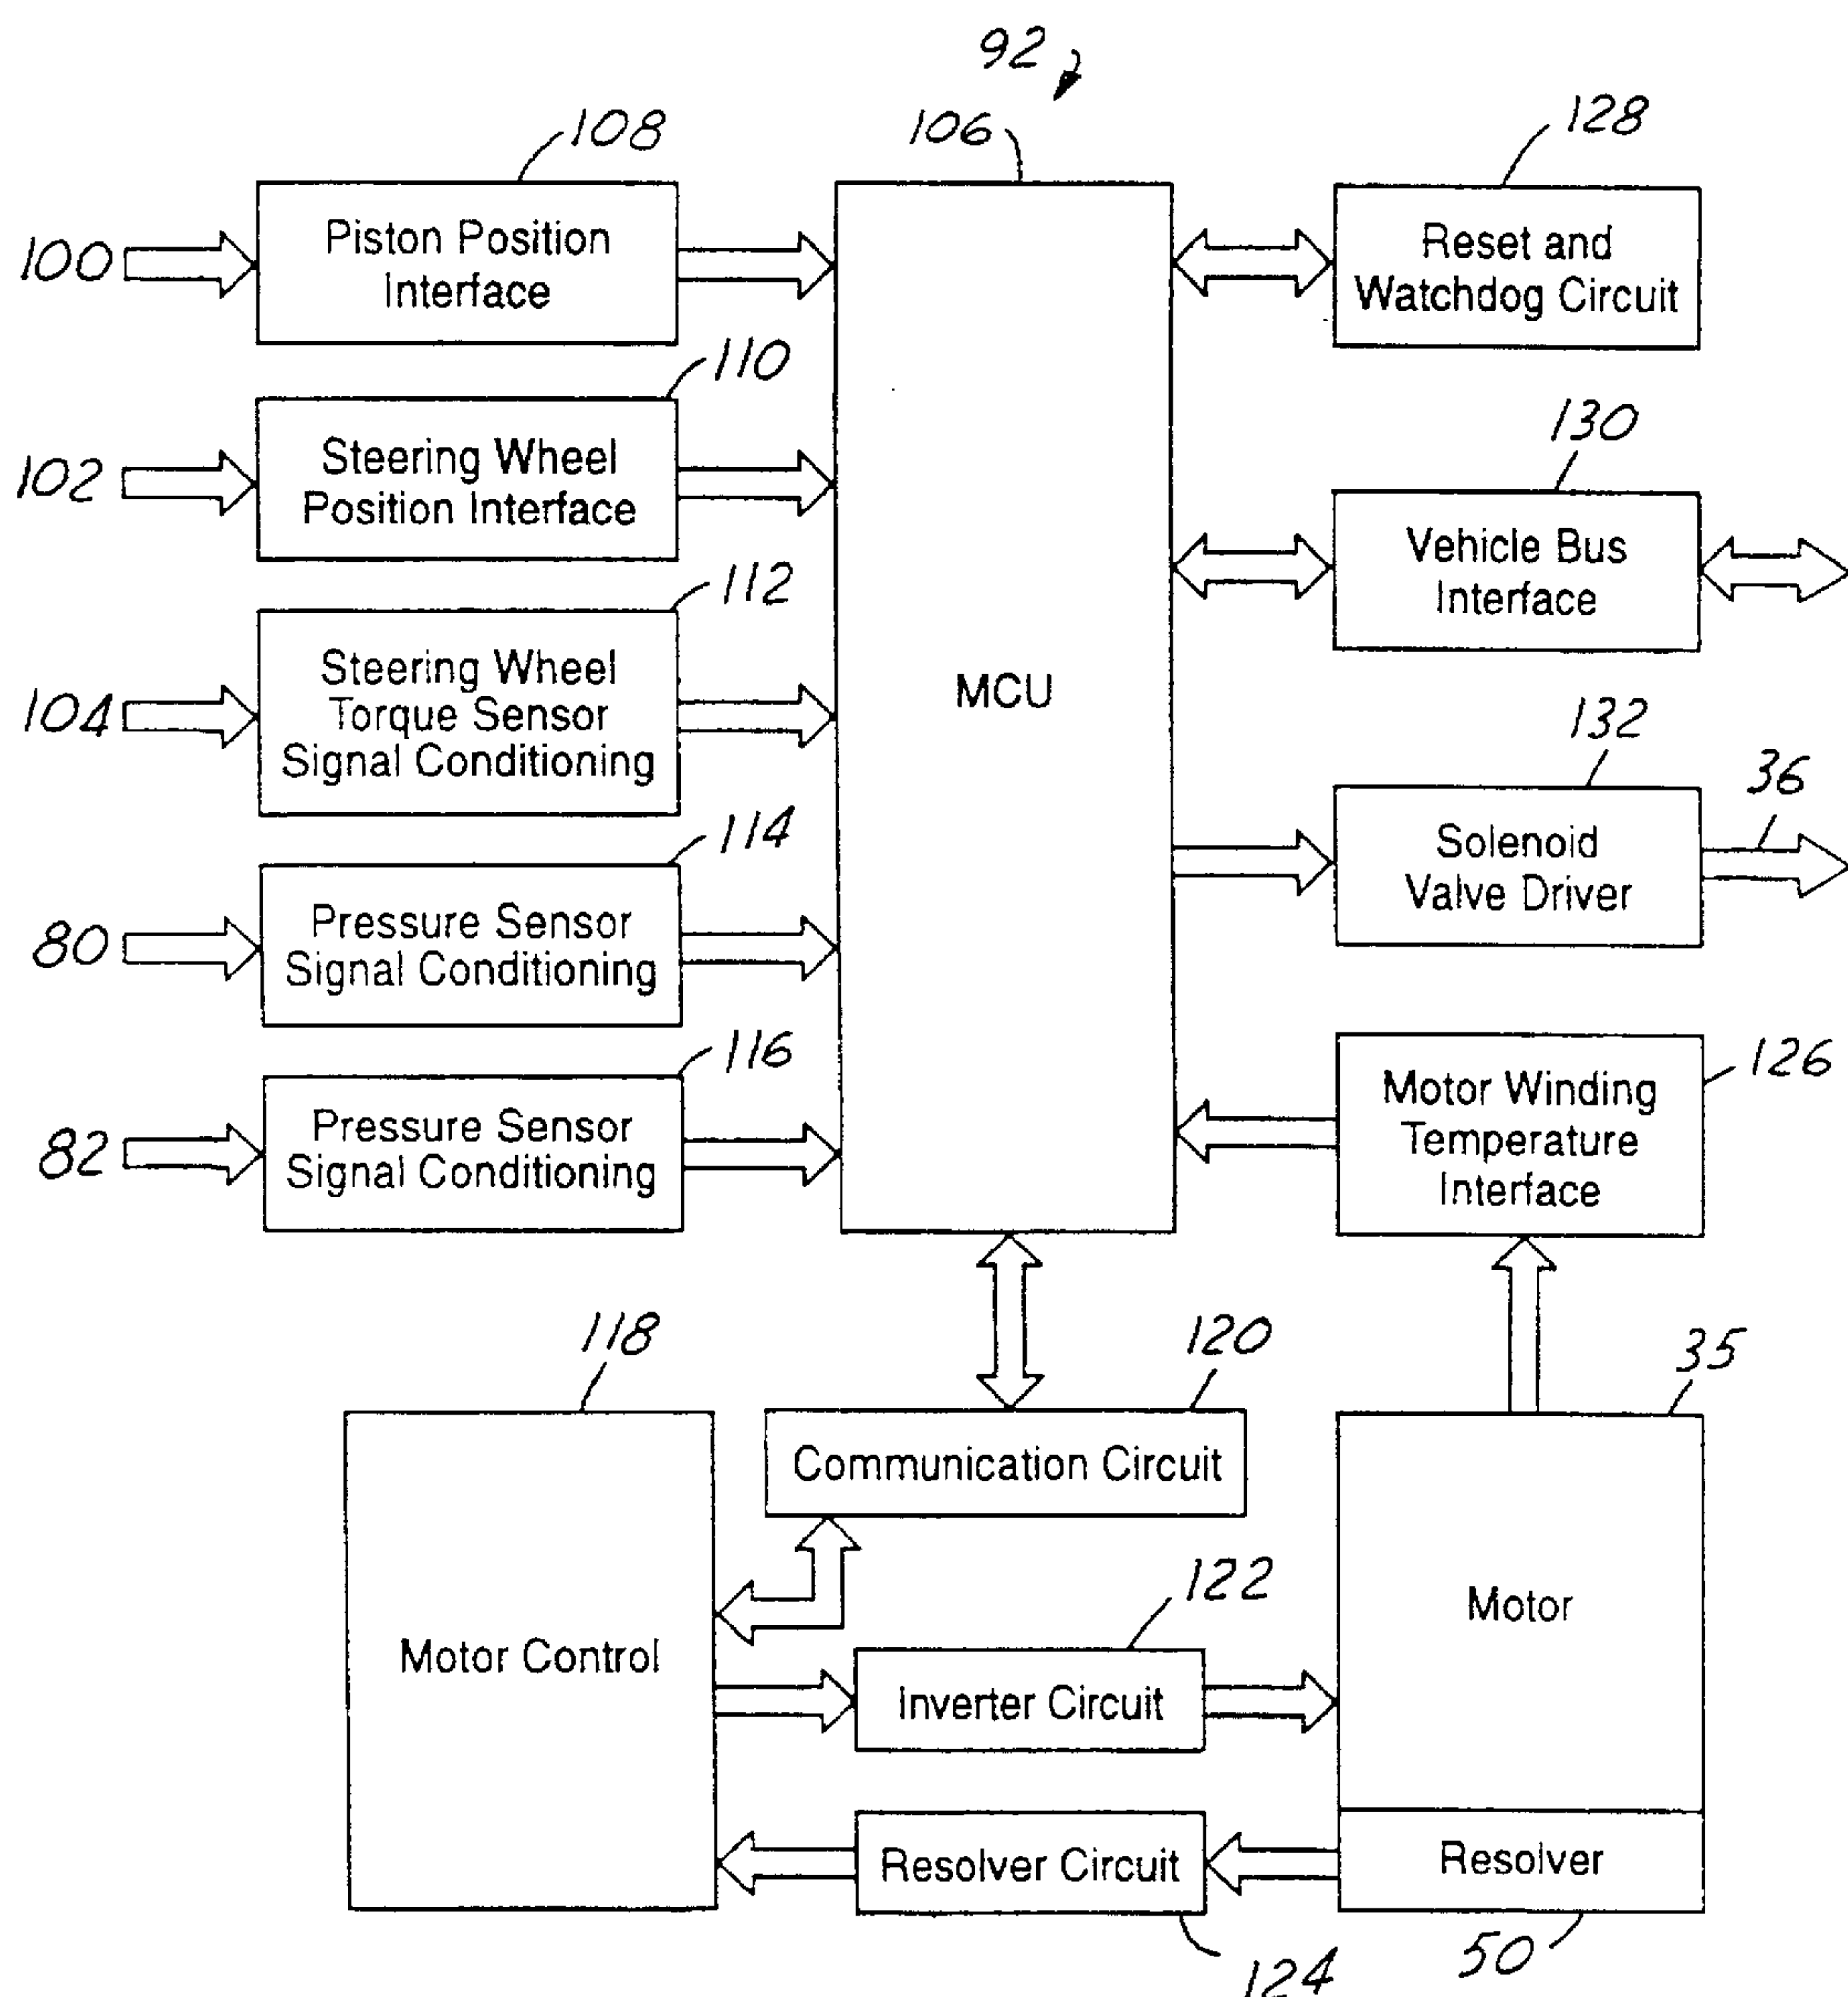 92
108
106
128
100
Piston Position
Interface
Reset and
Watchdog Circuit
110
102
Steering Wheel
Position Interface
130
Vehicle Bus
Interface
112
104
Steering Wheel
Torque Sensor
Signal Conditioning
MCU
132
36
Solenoid
Valve Driver
114
80
Pressure Sensor
Signal Conditioning
116
82
Pressure Sensor
Signal Conditioning
126
Motor Winding
Temperature
Interface
118
120
35
Communication Circuit
Motor Control
122
Inverter Circuit
Motor
Resolver Circuit
Resolver
124
50